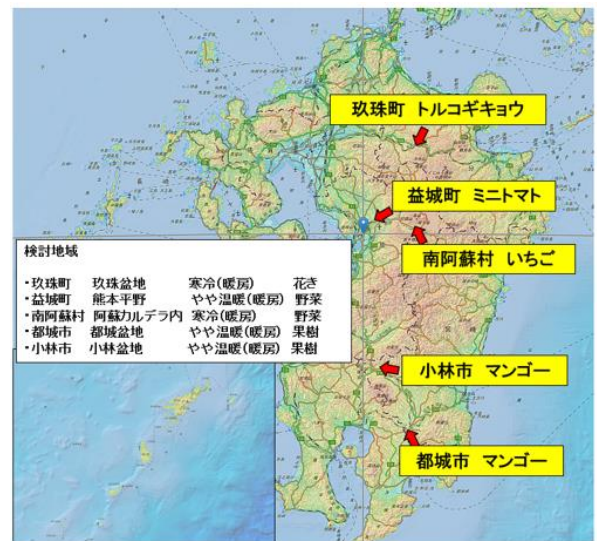 玖珠町 トルコギキョウ
益城町 ミニトマト
南阿蘇村 いちご
検討地域
・玖珠町 玖珠盆地 寒冷(暖房) 花き
・益城町 熊本平野 やや温暖(暖房) 野菜
・南阿蘇村 阿蘇カルデラ内 寒冷(暖房) 野菜
・都城市 都城盆地 やや温暖(暖房) 果樹
・小林市 小林盆地 やや温暖(暖房) 果樹
小林市 マンゴー
都城市 マンゴー